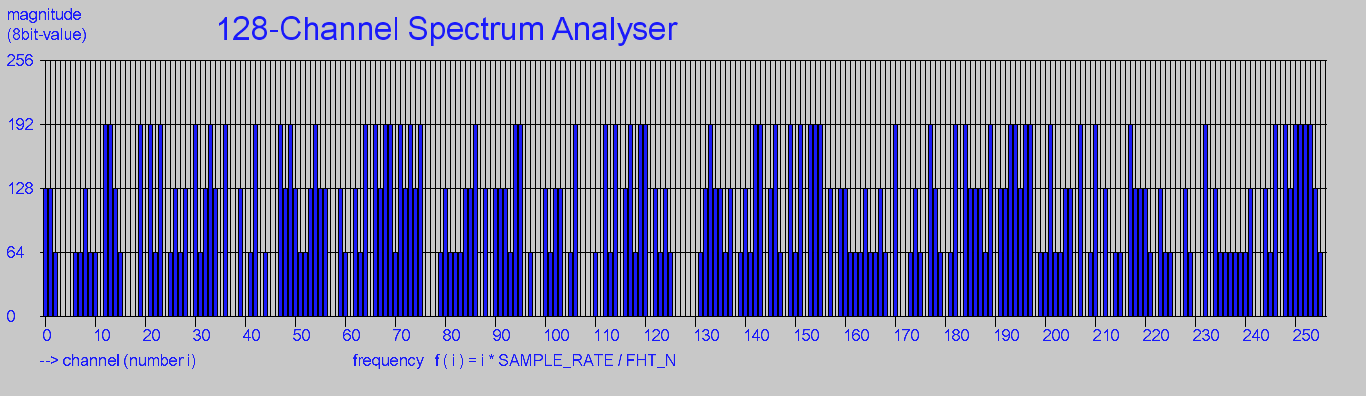 magnitude
(8bit-value)
128-Channel Spectrum Analyser
256
192
128
64
0
0 10 20 30 40 50 60 70 80 90 100 110 120 130 140 150 160 170 180 190 200 210 220 230 240 250
--> channel (number i)
frequency f ( i ) = i * SAMPLE_RATE / FHT_N